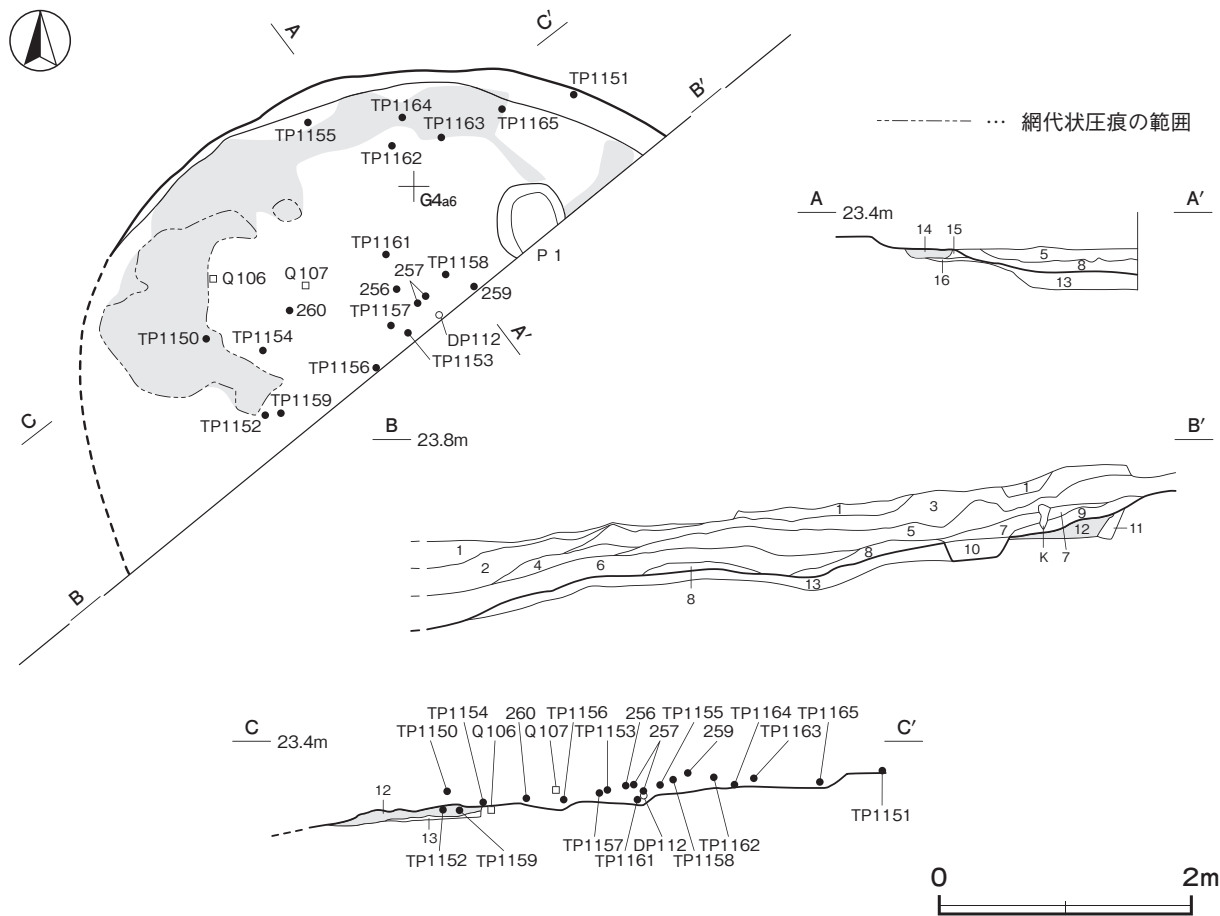 A
C′
B′
TP1151
TP1164
TP1155
TP1163
TP1165
TP1162
G4a6
P 1
TP1161
Q106
Q107
257
TP1158
256
259
260
TP1157
DP112
TP1150
TP1154
A′
TP1153
TP1156
TP1159
TP1152
C
B
… 網代状圧痕の範囲
A 23.4m A′
14 15
5
8
16
13
B 23.8m B′
1
1 3
9
5 7 12 11
1 8 10
2 4 6 K 7
13
8
C 23.4m C′
TP1154 260 TP1156 256 TP1155 TP1164 TP1165
TP1150 Q106 Q107 TP1153 257 259 TP1163
12
13
TP1151
TP1157 DP112 TP1162
TP1152 TP1159 TP1161 TP1158
0 2m